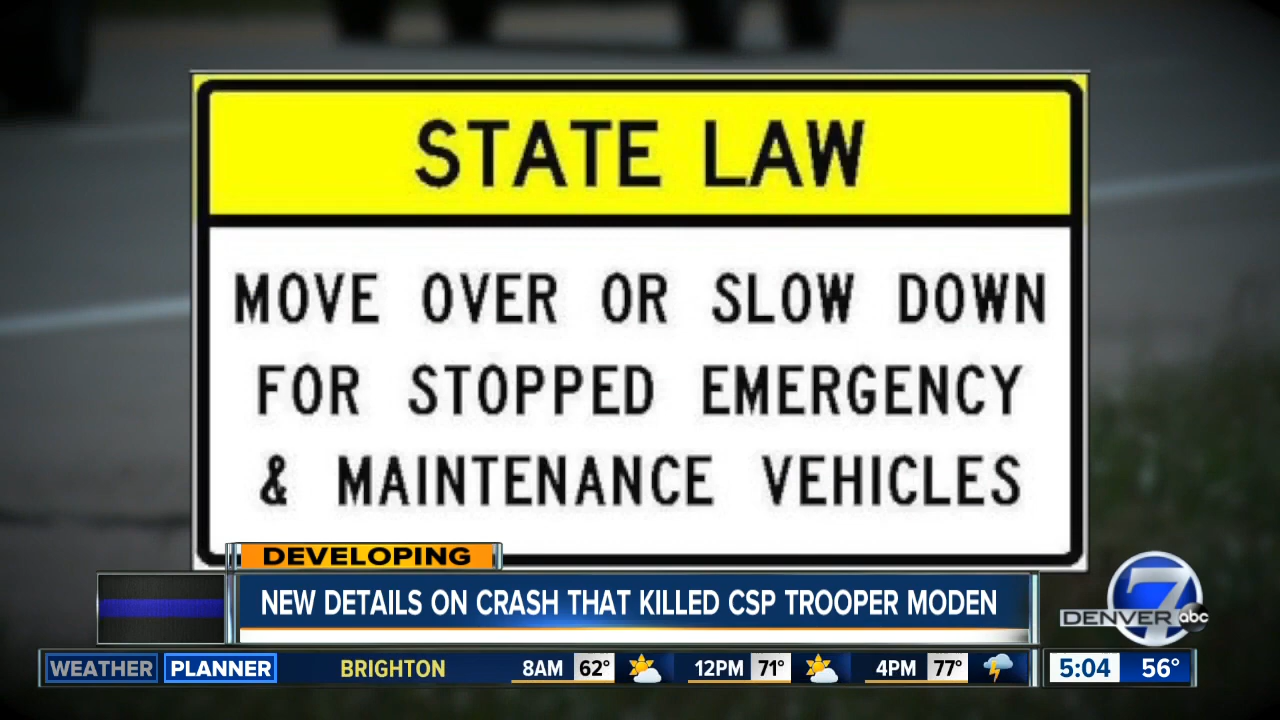 STATE LAW
MOVE OVER OR SLOW DOWN
FOR STOPPED EMERGENCY
& MAINTENANCE VEHICLES
DEVELOPING
NEW DETAILS ON CRASH THAT KILLED CSP TROOPER MODEN
DENVER 7 abc
WEATHER PLANNER BRIGHTON 8AM 62° 12PM 71° 4PM 77° 5:04 56°